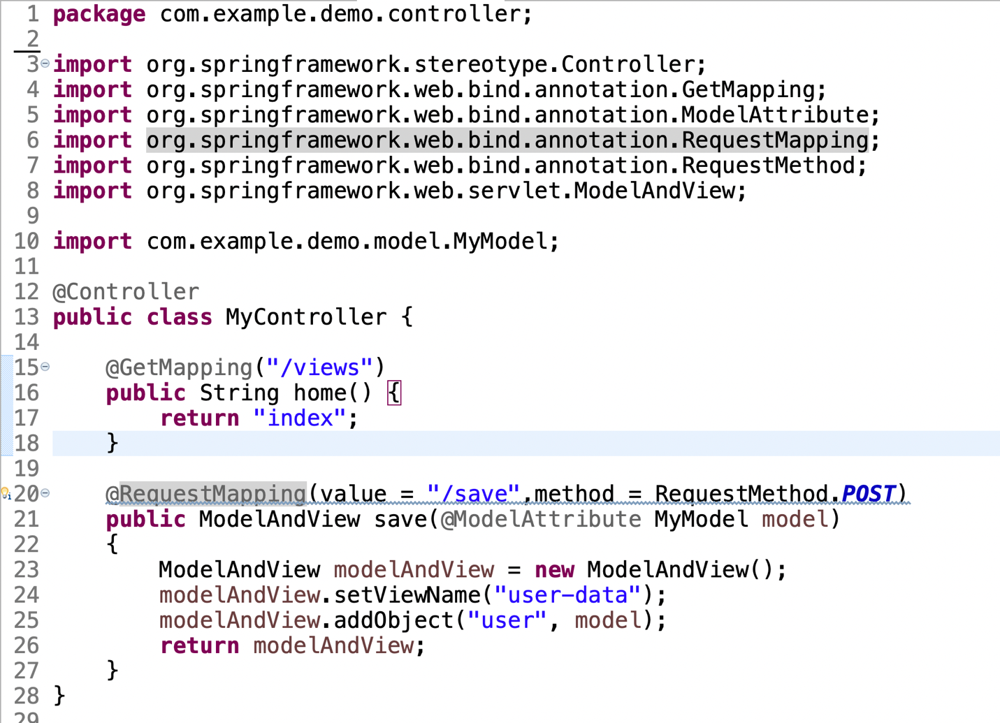 1 package com.example.demo.controller;
2
3 import org.springframework.stereotype.Controller;
4 import org.springframework.web.bind.annotation.GetMapping;
5 import org.springframework.web.bind.annotation.ModelAttribute;
6 import org.springframework.web.bind.annotation.RequestMapping;
7 import org.springframework.web.bind.annotation.RequestMethod;
8 import org.springframework.web.servlet.ModelAndView;
9
10 import com.example.demo.model.MyModel;
11
12 @Controller
13 public class MyController {
14
15     @GetMapping("/views")
16     public String home() {
17         return "index";
18     }
19
20     @RequestMapping(value = "/save",method = RequestMethod.POST)
21     public ModelAndView save(@ModelAttribute MyModel model)
22     {
23         ModelAndView modelAndView = new ModelAndView();
24         modelAndView.setViewName("user-data");
25         modelAndView.addObject("user", model);
26         return modelAndView;
27     }
28 }
29